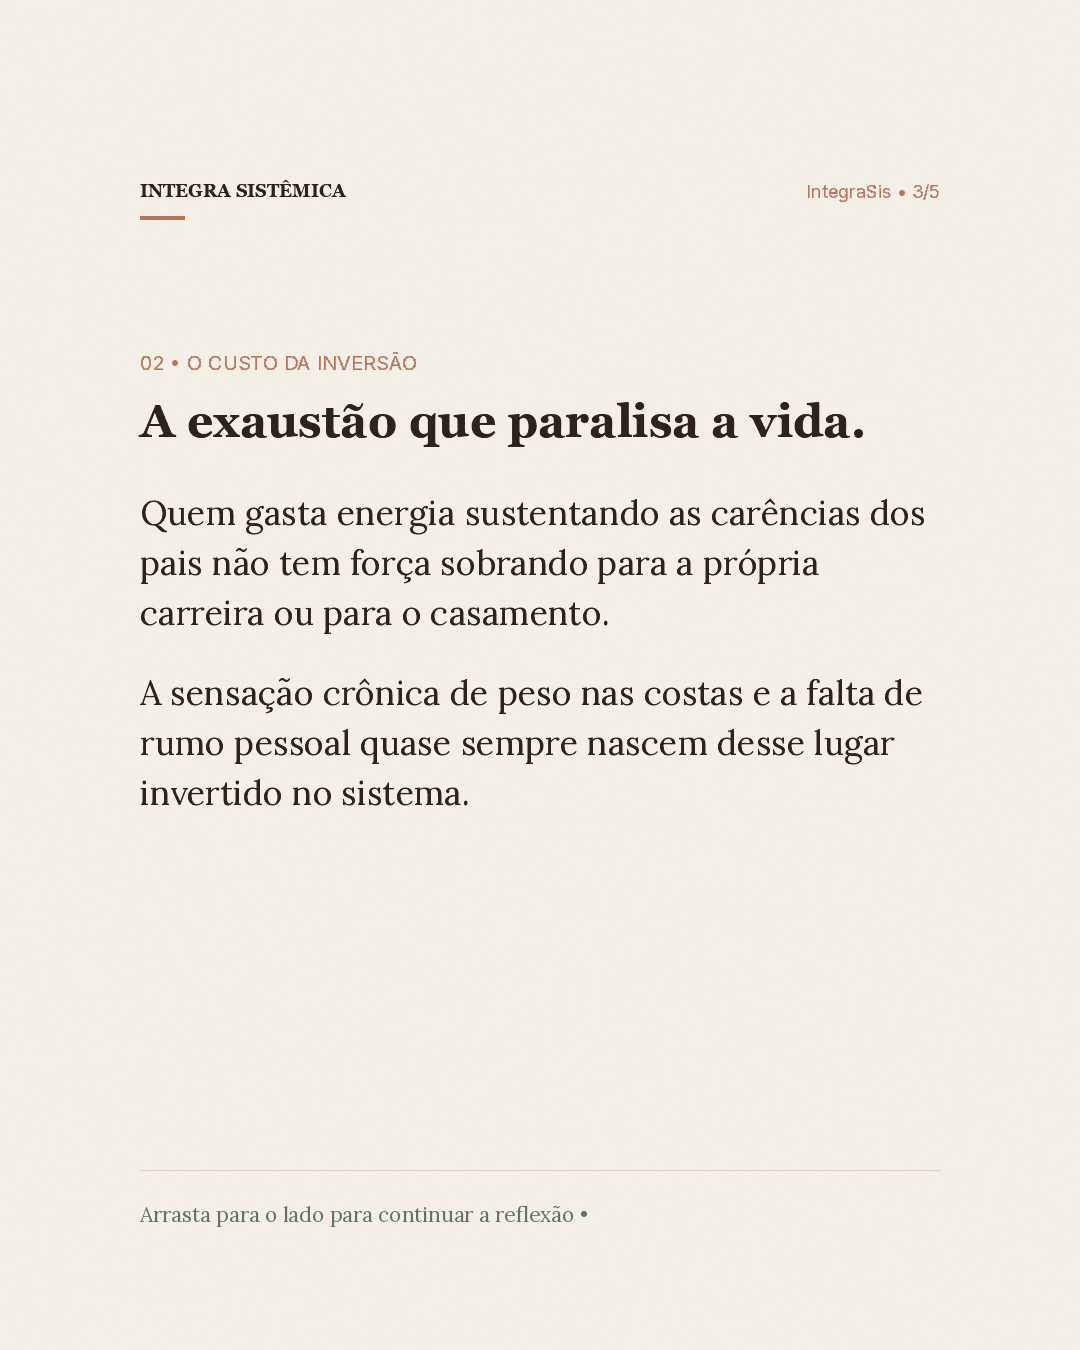 INTEGRA SISTÊMICA
IntegraSis • 3/5
02 • O CUSTO DA INVERSÃO
A exaustão que paralisa a vida.
Quem gasta energia sustentando as carências dos
pais não tem força sobrando para a própria
carreira ou para o casamento.
A sensação crônica de peso nas costas e a falta de
rumo pessoal quase sempre nascem desse lugar
invertido no sistema.
Arrasta para o lado para continuar a reflexão •